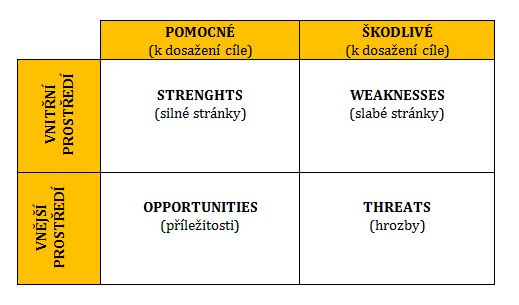 POMOCNÉ
(k dosažení cíle)
ŠKODLIVÉ
(k dosažení cíle)
VNITŘNÍ
PROSTŘEDÍ
STRENGHTS
(silné stránky)
WEAKNESSES
(slabé stránky)
VNĚJŠÍ
PROSTŘEDÍ
OPPORTUNITIES
(příležitosti)
THREATS
(hrozby)